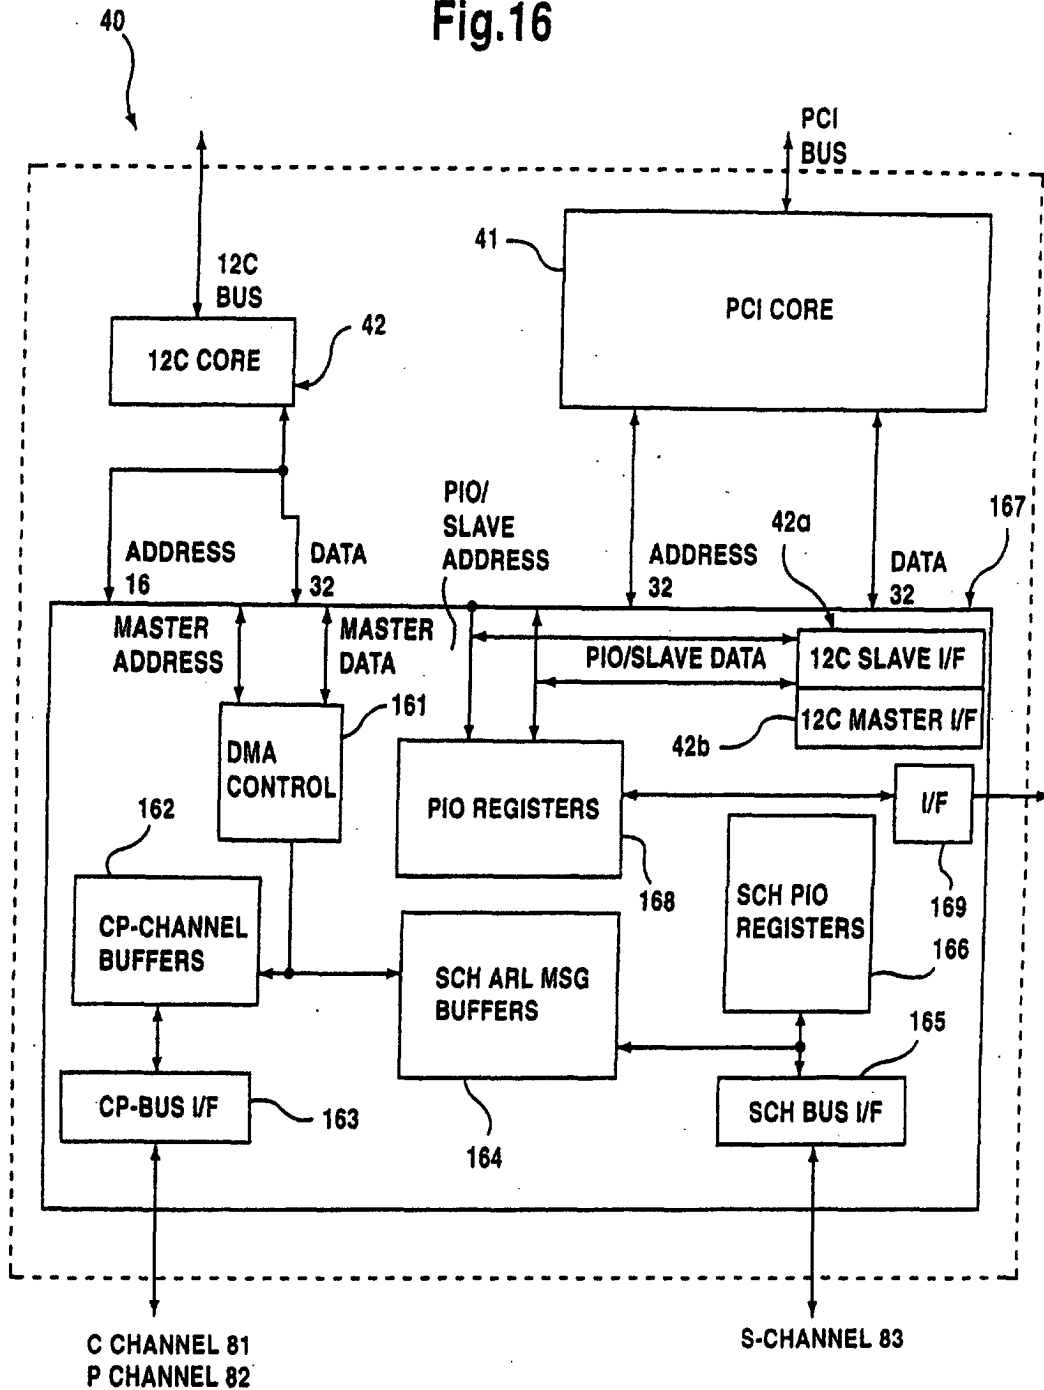 Fig.16
40
PCI
BUS
41
12C
BUS
PCI CORE
42
12C CORE
PIO/
SLAVE
ADDRESS
42a
167
ADDRESS
16
DATA
32
ADDRESS
32
DATA
32
MASTER
ADDRESS
MASTER
DATA
PIO/SLAVE DATA
12C SLAVE I/F
161
12C MASTER I/F
42b
DMA
CONTROL
PIO REGISTERS
I/F
162
168
169
SCH PIO
REGISTERS
CP-CHANNEL
BUFFERS
166
SCH ARL MSG
BUFFERS
165
CP-BUS I/F
163
SCH BUS I/F
164
C CHANNEL 81
P CHANNEL 82
S-CHANNEL 83